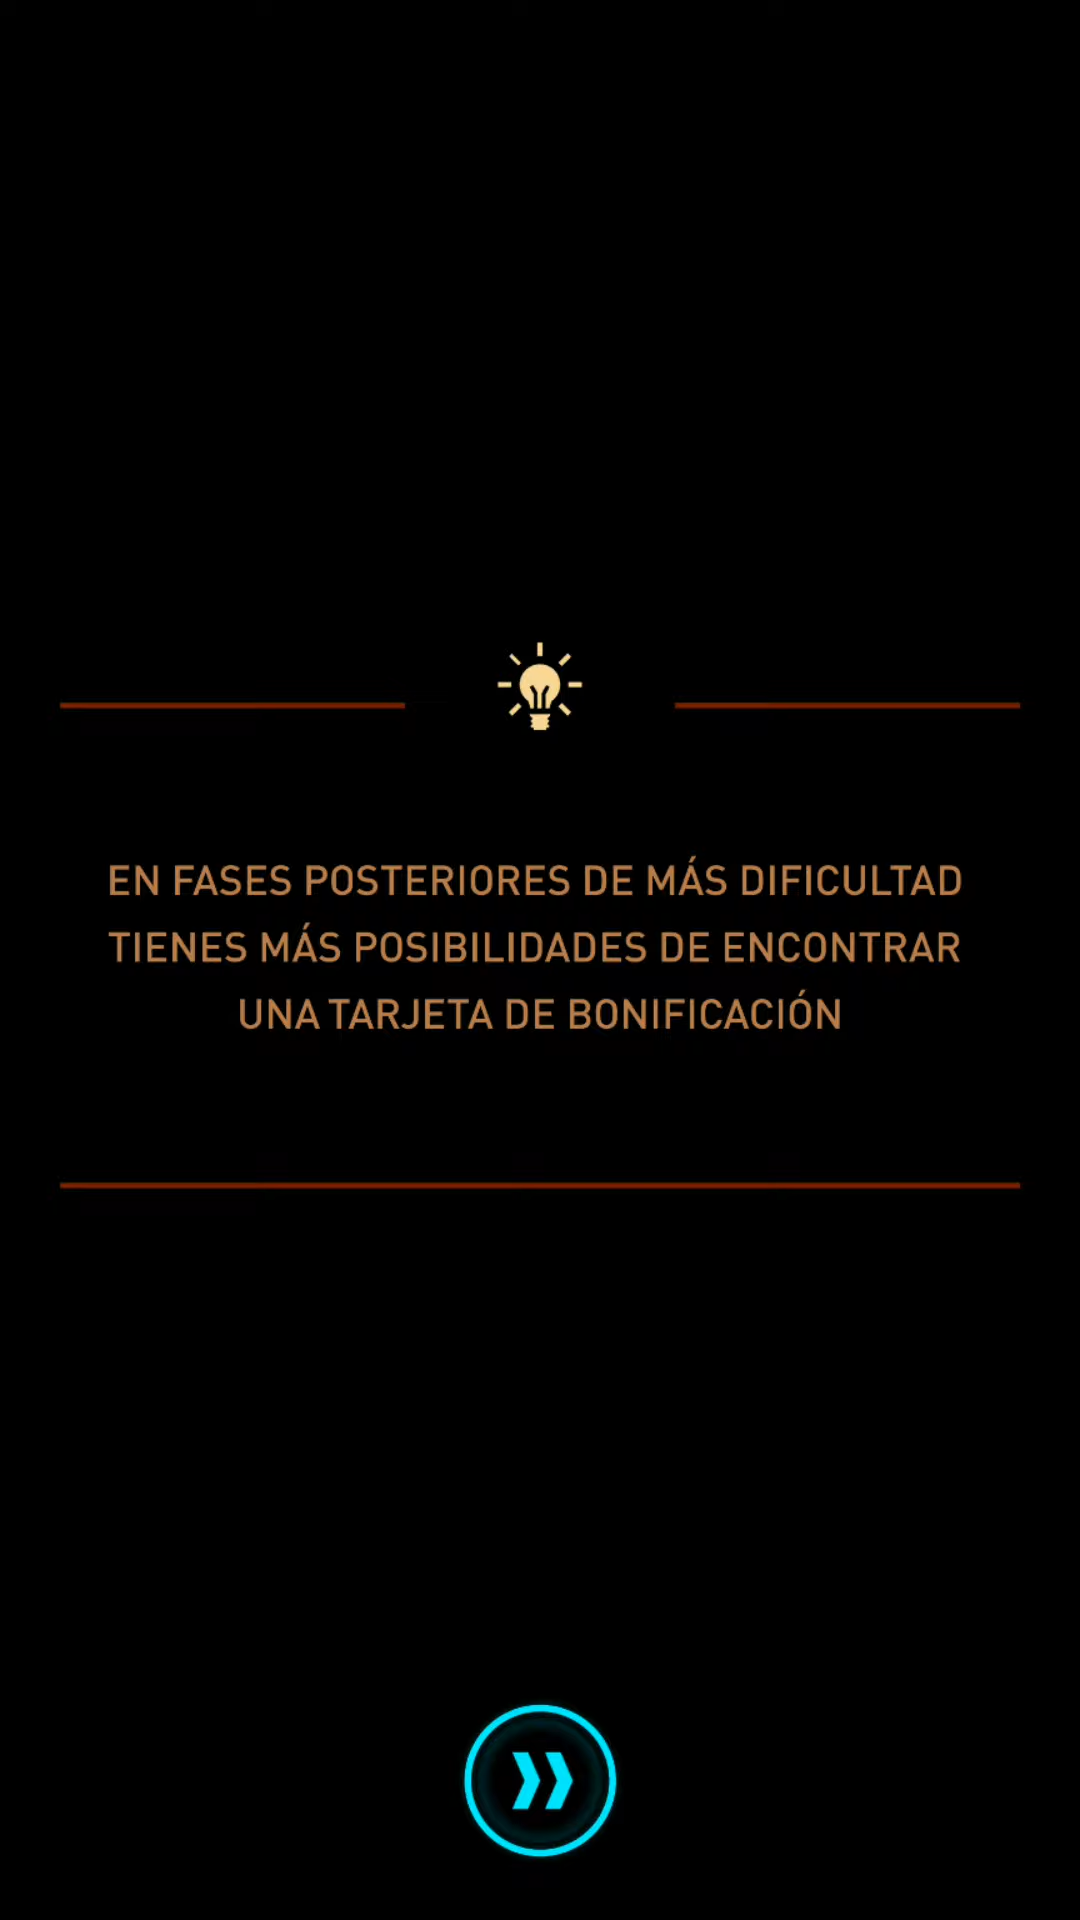 EN FASES POSTERIORES DE MÁS DIFICULTAD
TIENES MÁS POSIBILIDADES DE ENCONTRAR
UNA TARJETA DE BONIFICACIÓN